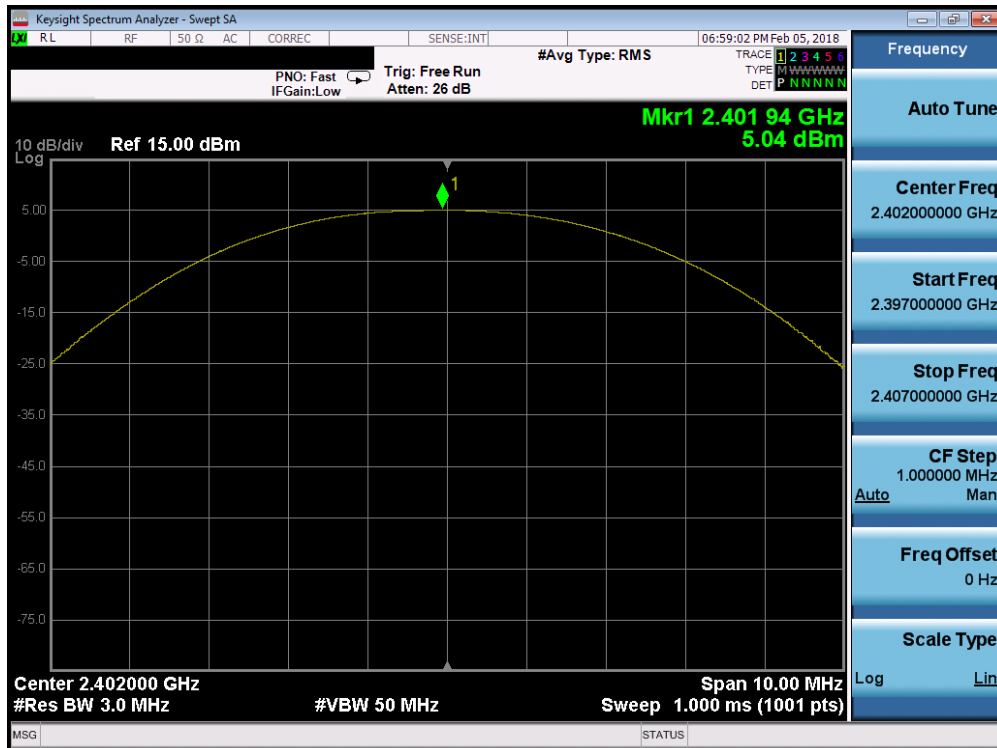 Keysight Spectrum Analyzer - Swept SA
LXI RL RF 50 Ω AC CORREC SENSE:INT 06:59:02 PM Feb 05, 2018
#Avg Type: RMS
TRACE 1 2 3 4 5 6
PNO: Fast Trig: Free Run TYPE M WWWWW
IFGain:Low Atten: 26 dB DET P N N N N N
Mkr1 2.401 94 GHz
5.04 dBm
10 dB/div Ref 15.00 dBm
Log
1
5.00
-5.00
-15.0
-25.0
-35.0
-45.0
-55.0
-65.0
-75.0
Center 2.402000 GHz Span 10.00 MHz
#Res BW 3.0 MHz #VBW 50 MHz Sweep 1.000 ms (1001 pts)
MSG STATUS
Frequency
Auto Tune
Center Freq
2.402000000 GHz
Start Freq
2.397000000 GHz
Stop Freq
2.407000000 GHz
CF Step
1.000000 MHz
Auto Man
Freq Offset
0 Hz
Scale Type
Log Lin